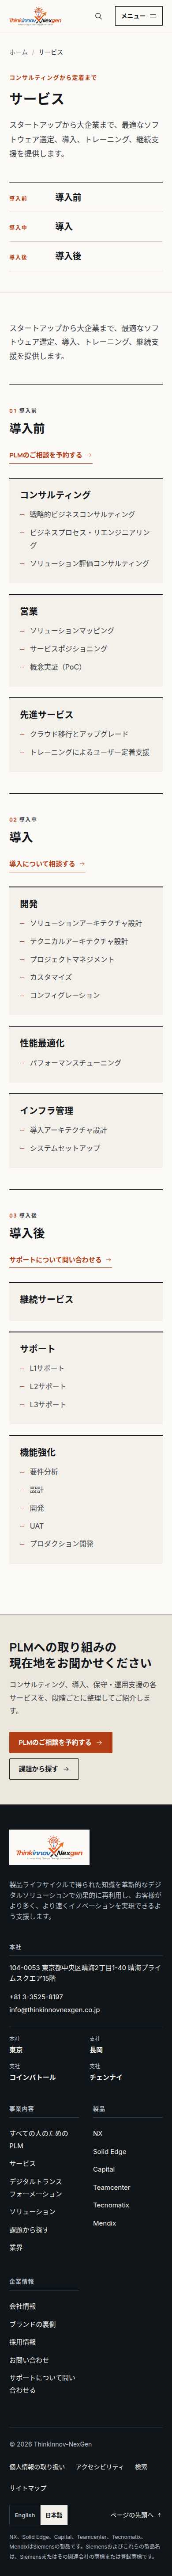 ThinkInnov Nexgen
メニュー
ホーム / サービス
コンサルティングから定着まで
サービス
スタートアップから大企業まで、最適なソフ
トウェア選定、導入、トレーニング、継続支
援を提供します。
導入前 導入前
導入中 導入
導入後 導入後
スタートアップから大企業まで、最適なソフ
トウェア選定、導入、トレーニング、継続支
援を提供します。
01 導入前
導入前
PLMのご相談を予約する →
コンサルティング
— 戦略的ビジネスコンサルティング
— ビジネスプロセス・リエンジニアリン
グ
— ソリューション評価コンサルティング
営業
— ソリューションマッピング
— サービスポジショニング
— 概念実証（PoC）
先進サービス
— クラウド移行とアップグレード
— トレーニングによるユーザー定着支援
02 導入中
導入
導入について相談する →
開発
— ソリューションアーキテクチャ設計
— テクニカルアーキテクチャ設計
— プロジェクトマネジメント
— カスタマイズ
— コンフィグレーション
性能最適化
— パフォーマンスチューニング
インフラ管理
— 導入アーキテクチャ設計
— システムセットアップ
03 導入後
導入後
サポートについて問い合わせる →
継続サービス
サポート
— L1サポート
— L2サポート
— L3サポート
機能強化
— 要件分析
— 設計
— 開発
— UAT
— プロダクション開発
PLMへの取り組みの
現在地をお聞かせください
コンサルティング、導入、保守・運用支援の各
サービスを、段階ごとに整理してご紹介しま
す。
PLMのご相談を予約する →
課題から探す →
ThinkInnov Nexgen
製品ライフサイクルで得られた知識を革新的なデジ
タルソリューションで効果的に再利用し、お客様が
より多く、より速くイノベーションを実現できるよ
う支援します。
本社
104-0053 東京都中央区晴海2丁目1-40 晴海プライ
ムスクエア15階
+81 3-3525-8197
info@thinkinnovnexgen.co.jp
本社 支社
東京 長岡
支社 支社
コインバトール チェンナイ
事業内容
すべての人のための
PLM
サービス
デジタルトランス
フォーメーション
ソリューション
課題から探す
業界
製品
NX
Solid Edge
Capital
Teamcenter
Tecnomatix
Mendix
企業情報
会社情報
ブランドの裏側
採用情報
お問い合わせ
サポートについて問い
合わせる
© 2026 ThinkInnov-NexGen
個人情報の取り扱い アクセシビリティ 検索
サイトマップ
English 日本語 ページの先頭へ ↑
NX、Solid Edge、Capital、Teamcenter、Tecnomatix、
MendixはSiemensの製品です。Siemensおよびこれらの製品名
は、Siemensまたはその関連会社の商標または登録商標です。